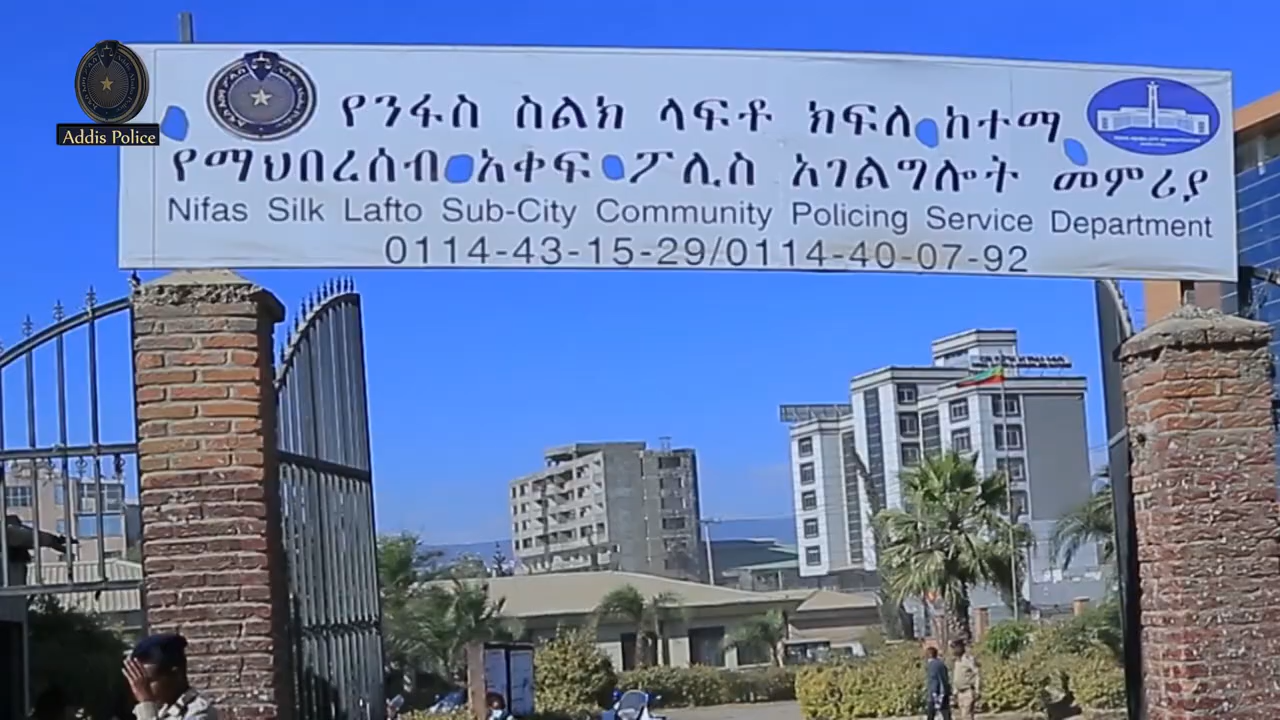 Addis Police
የንፋስ ስልክ ላፍቶ ክፍለ ከተማ
የማህበረሰብ አቀፍ ፖሊስ አገልግሎት መምሪያ
Nifas Silk Lafto Sub-City Community Policing Service Department
0114-43-15-29/0114-40-07-92